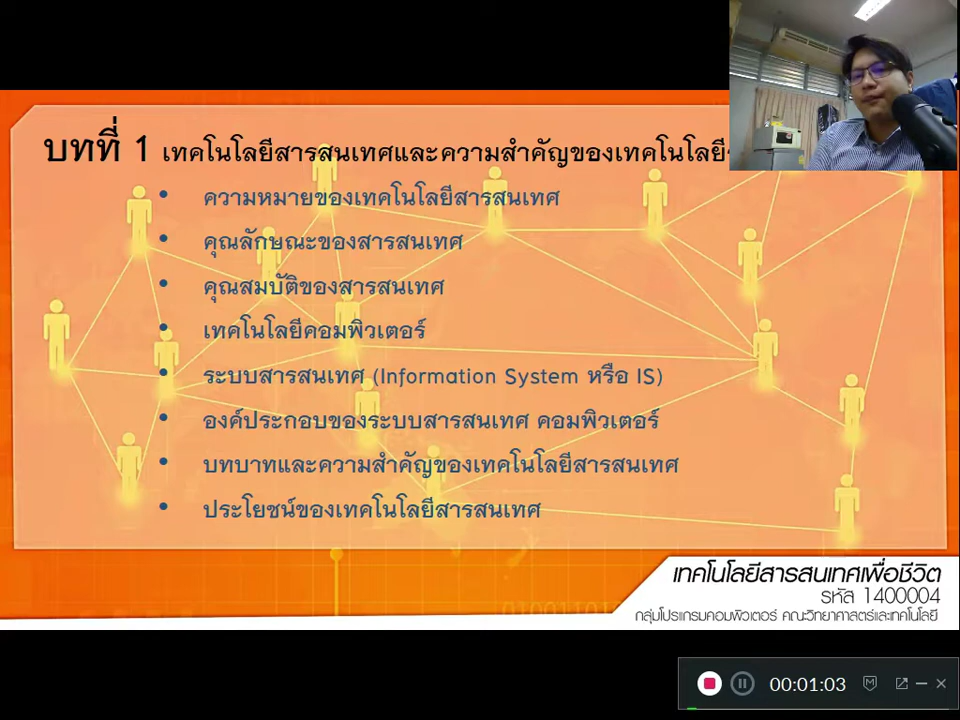 บทที่ 1 เทคโนโลยีสารสนเทศและความสำคัญของเทคโนโลยี
• ความหมายของเทคโนโลยีสารสนเทศ
• คุณลักษณะของสารสนเทศ
• คุณสมบัติของสารสนเทศ
• เทคโนโลยีคอมพิวเตอร์
• ระบบสารสนเทศ (Information System หรือ IS)
• องค์ประกอบของระบบสารสนเทศ คอมพิวเตอร์
• บทบาทและความสำคัญของเทคโนโลยีสารสนเทศ
• ประโยชน์ของเทคโนโลยีสารสนเทศ
เทคโนโลยีสารสนเทศเพื่อชีวิต
รหัส 1400004
กลุ่มโปรแกรมคอมพิวเตอร์ คณะวิทยาศาสตร์และเทคโนโลยี
00:01:03